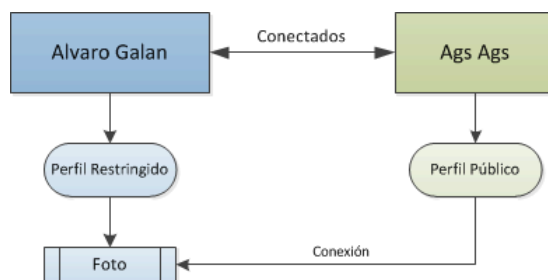 Conectados
Alvaro Galan
Ags Ags
Perfil Restringido
Perfil Público
Conexión
Foto